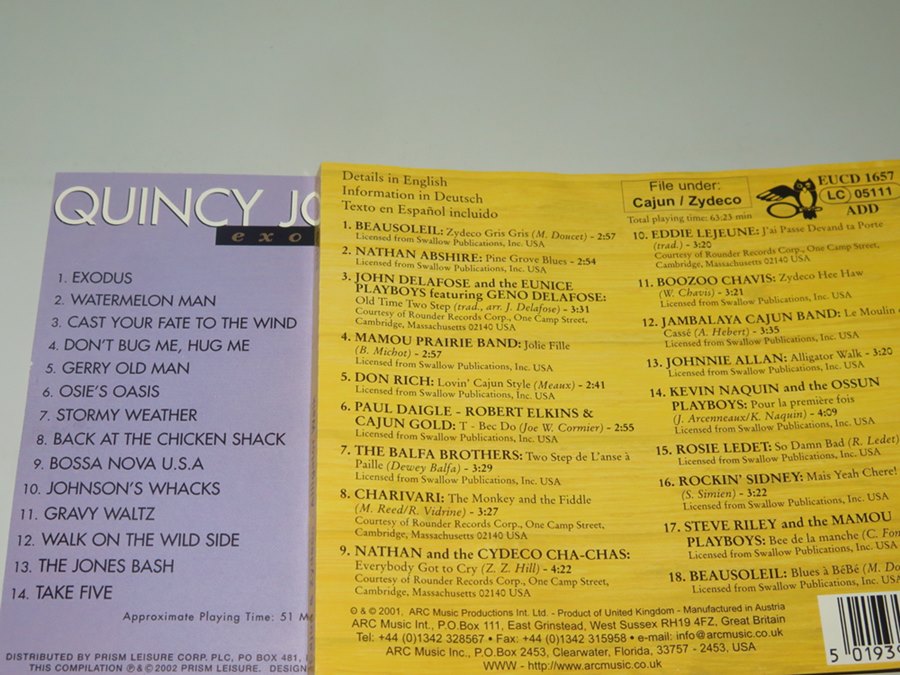 QUINCY JO
exo
1. EXODUS
2. WATERMELON MAN
3. CAST YOUR FATE TO THE WIND
4. DON'T BUG ME, HUG ME
5. GERRY OLD MAN
6. OSIE'S OASIS
7. STORMY WEATHER
8. BACK AT THE CHICKEN SHACK
9. BOSSA NOVA U.S.A
10. JOHNSON'S WHACKS
11. GRAVY WALTZ
12. WALK ON THE WILD SIDE
13. THE JONES BASH
14. TAKE FIVE
Approximate Playing Time: 51 M
DISTRIBUTED BY PRISM LEISURE CORP. PLC, PO BOX 481,
THIS COMPILATION ℗ & © 2002 PRISM LEISURE. DESIGN
Details in English
Information in Deutsch
Texto en Español incluido
File under:
Cajun / Zydeco
Total playing time: 63:23 min
EUCD 1657
LC 05111
ADD
1. BEAUSOLEIL: Zydeco Gris Gris (M. Doucet) - 2:57
Licensed from Swallow Publications, Inc. USA
2. NATHAN ABSHIRE: Pine Grove Blues - 2:54
Licensed from Swallow Publications, Inc. USA
3. JOHN DELAFOSE and the EUNICE
PLAYBOYS featuring GENO DELAFOSE:
Old Time Two Step (trad., arr. J. Delafose) - 3:31
Courtesy of Rounder Records Corp., One Camp Street,
Cambridge, Massachusetts 02140 USA
4. MAMOU PRAIRIE BAND: Jolie Fille
(B. Michot) - 2:57
Licensed from Swallow Publications, Inc. USA
5. DON RICH: Lovin' Cajun Style (Meaux) - 2:41
Licensed from Swallow Publications, Inc. USA
6. PAUL DAIGLE - ROBERT ELKINS &
CAJUN GOLD: T - Bec Do (Joe W. Cormier) - 2:55
Licensed from Swallow Publications, Inc. USA
7. THE BALFA BROTHERS: Two Step de L'anse à
Paille (Dewey Balfa) - 3:29
Licensed from Swallow Publications, Inc. USA
8. CHARIVARI: The Monkey and the Fiddle
(M. Reed/R. Vidrine) - 3:27
Courtesy of Rounder Records Corp., One Camp Street,
Cambridge, Massachusetts 02140 USA
9. NATHAN and the CYDECO CHA-CHAS:
Everybody Got to Cry (Z. Z. Hill) - 4:22
Courtesy of Rounder Records Corp., One Camp Street,
Cambridge, Massachusetts 02140 USA
10. EDDIE LEJEUNE: J'ai Passe Devand ta Porte
(trad.) - 3:20
Courtesy of Rounder Records Corp., One Camp Street,
Cambridge, Massachusetts 02140 USA
11. BOOZOO CHAVIS: Zydeco Hee Haw
(W. Chavis) - 3:21
Licensed from Swallow Publications, Inc. USA
12. JAMBALAYA CAJUN BAND: Le Moulin
Cassé (A. Hebert) - 3:35
Licensed from Swallow Publications, Inc. USA
13. JOHNNIE ALLAN: Alligator Walk - 3:20
Licensed from Swallow Publications, Inc. USA
14. KEVIN NAQUIN and the OSSUN
PLAYBOYS: Pour la première fois
(J. Arcenneaux/K. Naquin) - 4:09
Licensed from Swallow Publications, Inc. USA
15. ROSIE LEDET: So Damn Bad (R. Ledet)
Licensed from Swallow Publications, Inc. USA
16. ROCKIN' SIDNEY: Mais Yeah Chere!
(S. Simien) - 3:22
Licensed from Swallow Publications, Inc. USA
17. STEVE RILEY and the MAMOU
PLAYBOYS: Bee de la manche (C. Fon
Licensed from Swallow Publications, Inc. USA
18. BEAUSOLEIL: Blues à BéBé (M. Do
Licensed from Swallow Publications, Inc. USA
℗ & © 2001. ARC Music Productions Int. Ltd. - Product of United Kingdom - Manufactured in Austria
ARC Music Int., P.O.Box 111, East Grinstead, West Sussex RH19 4FZ, Great Britain
Tel: +44 (0)1342 328567 • Fax: +44 (0)1342 315958 • e-mail: info@arcmusic.co.uk
ARC Music Inc., P.O.Box 2453, Clearwater, Florida, 33757 - 2453, USA
WWW - http://www.arcmusic.co.uk
5 01939